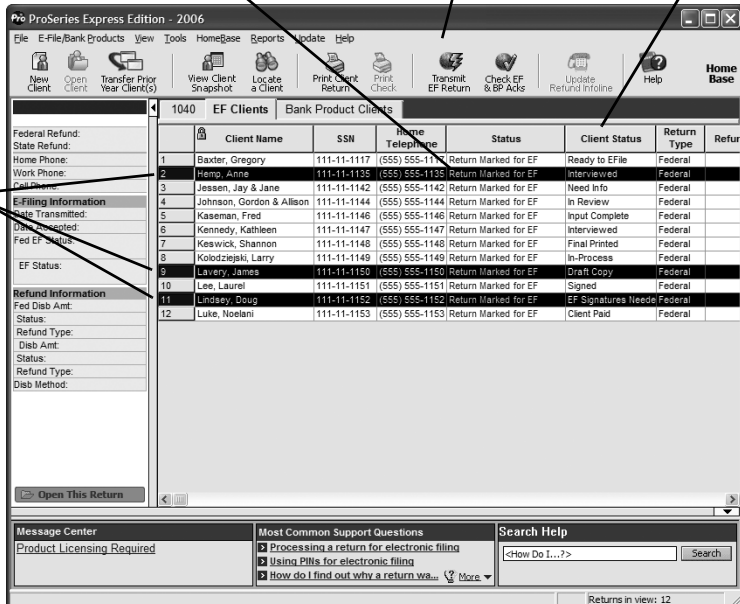 ProSeries Express Edition - 2006
File E-File/Bank Products View Tools HomeBase Reports Update Help
New Client Open Client Transfer Prior Year Client(s) View Client Snapshot Locate a Client Print Client Return Print Check Transmit EF Return Check EF & BP Acks Update Refund Infoline Help Home Base
1040 EF Clients Bank Product Clients
Federal Refund:
State Refund:
Home Phone:
Work Phone:
Cell Phone:
E-Filing Information
Date Transmitted:
Date Accepted:
Fed EF Status:
EF Status:
Refund Information
Fed Disb Amt:
Status:
Refund Type:
Disb Amt:
Status:
Refund Type:
Disb Method:
Open This Return
Client Name SSN Home Telephone Status Client Status Return Type Refur
1 Baxter, Gregory 111-11-1117 (555) 555-1117 Return Marked for EF Ready to EFile Federal
2 Hemp, Anne 111-11-1135 (555) 555-1135 Return Marked for EF Interviewed Federal
3 Jessen, Jay & Jane 111-11-1142 (555) 555-1142 Return Marked for EF Need Info Federal
4 Johnson, Gordon & Allison 111-11-1144 (555) 555-1144 Return Marked for EF In Review Federal
5 Kaseman, Fred 111-11-1146 (555) 555-1146 Return Marked for EF Input Complete Federal
6 Kennedy, Kathleen 111-11-1147 (555) 555-1147 Return Marked for EF Interviewed Federal
7 Keswick, Shannon 111-11-1148 (555) 555-1148 Return Marked for EF Final Printed Federal
8 Kolodziejski, Larry 111-11-1149 (555) 555-1149 Return Marked for EF In-Process Federal
9 Lavery, James 111-11-1150 (555) 555-1150 Return Marked for EF Draft Copy Federal
10 Lee, Laurel 111-11-1151 (555) 555-1151 Return Marked for EF Signed Federal
11 Lindsey, Doug 111-11-1152 (555) 555-1152 Return Marked for EF EF Signatures Neede Federal
12 Luke, Noelani 111-11-1153 (555) 555-1153 Return Marked for EF Client Paid Federal
Message Center
Product Licensing Required
Most Common Support Questions
Processing a return for electronic filing
Using PINs for electronic filing
How do I find out why a return wa... More
Search Help
<How Do I...?> Search
Returns in view: 12